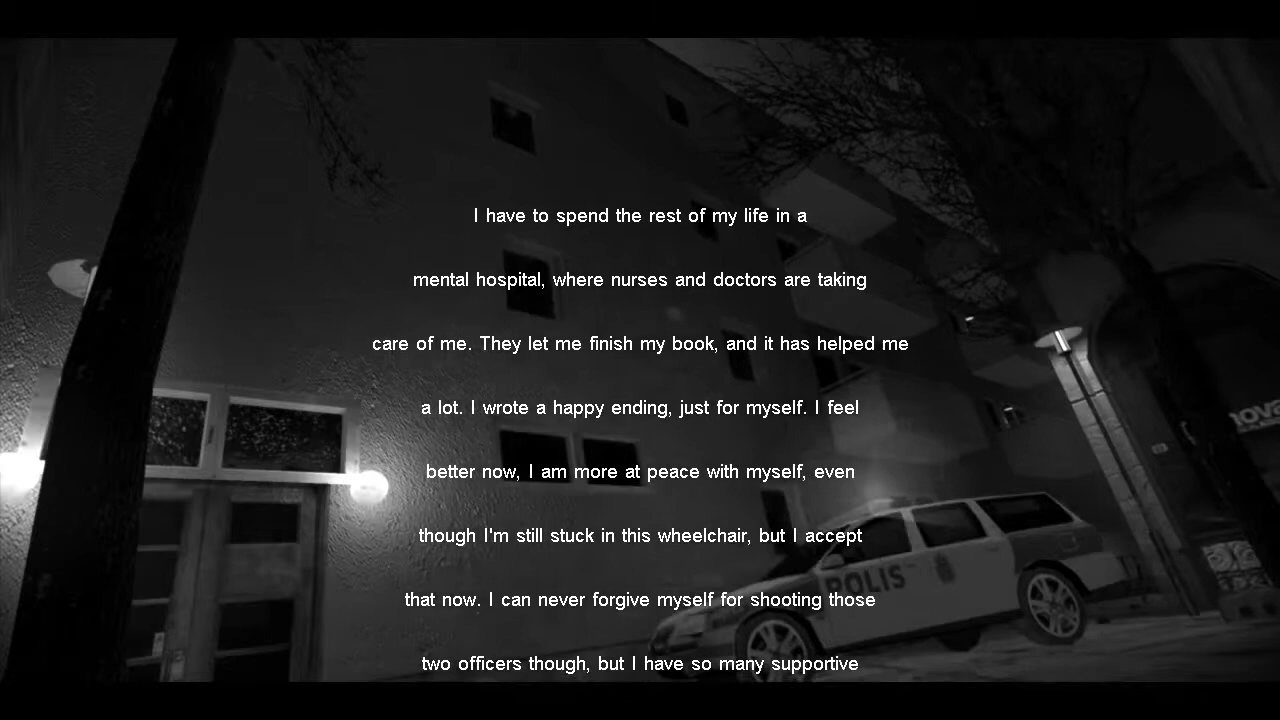 I have to spend the rest of my life in a
mental hospital, where nurses and doctors are taking
care of me. They let me finish my book, and it has helped me
a lot. I wrote a happy ending, just for myself. I feel
better now, I am more at peace with myself, even
though I'm still stuck in this wheelchair, but I accept
POLIS
that now. I can never forgive myself for shooting those
two officers though, but I have so many supportive